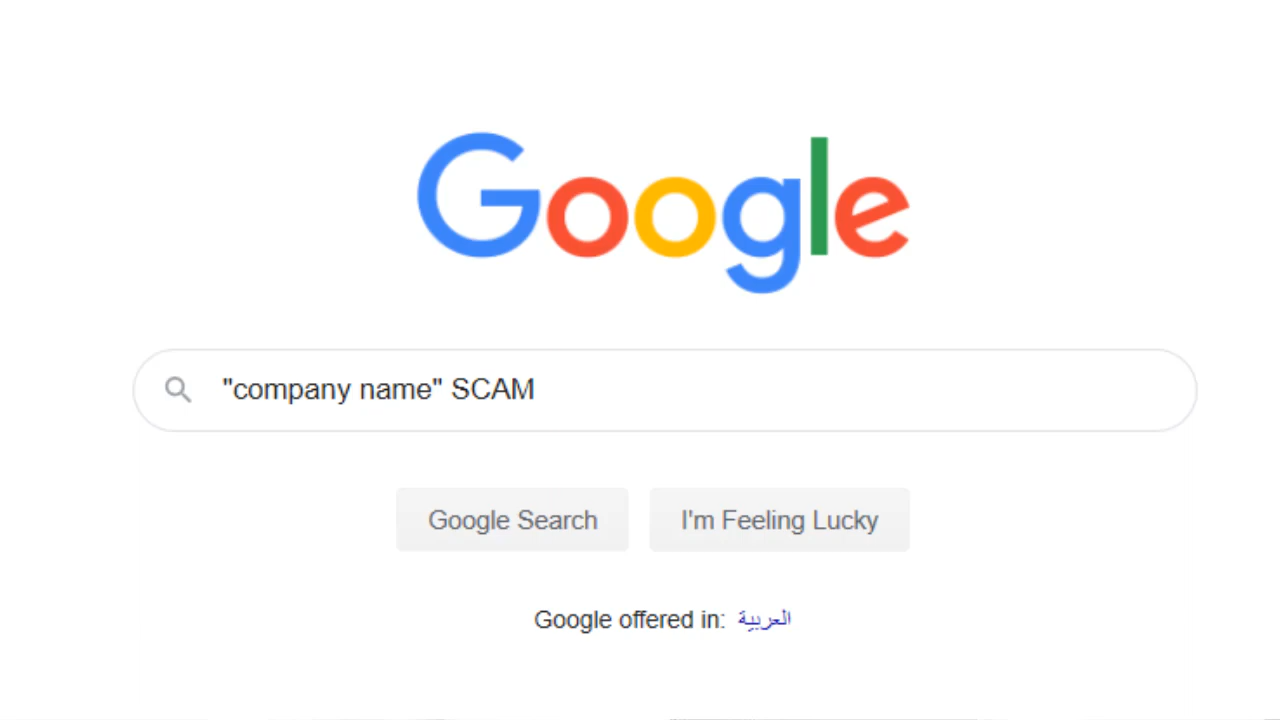 Google
"company name" SCAM
Google Search
I'm Feeling Lucky
Google offered in: العربية